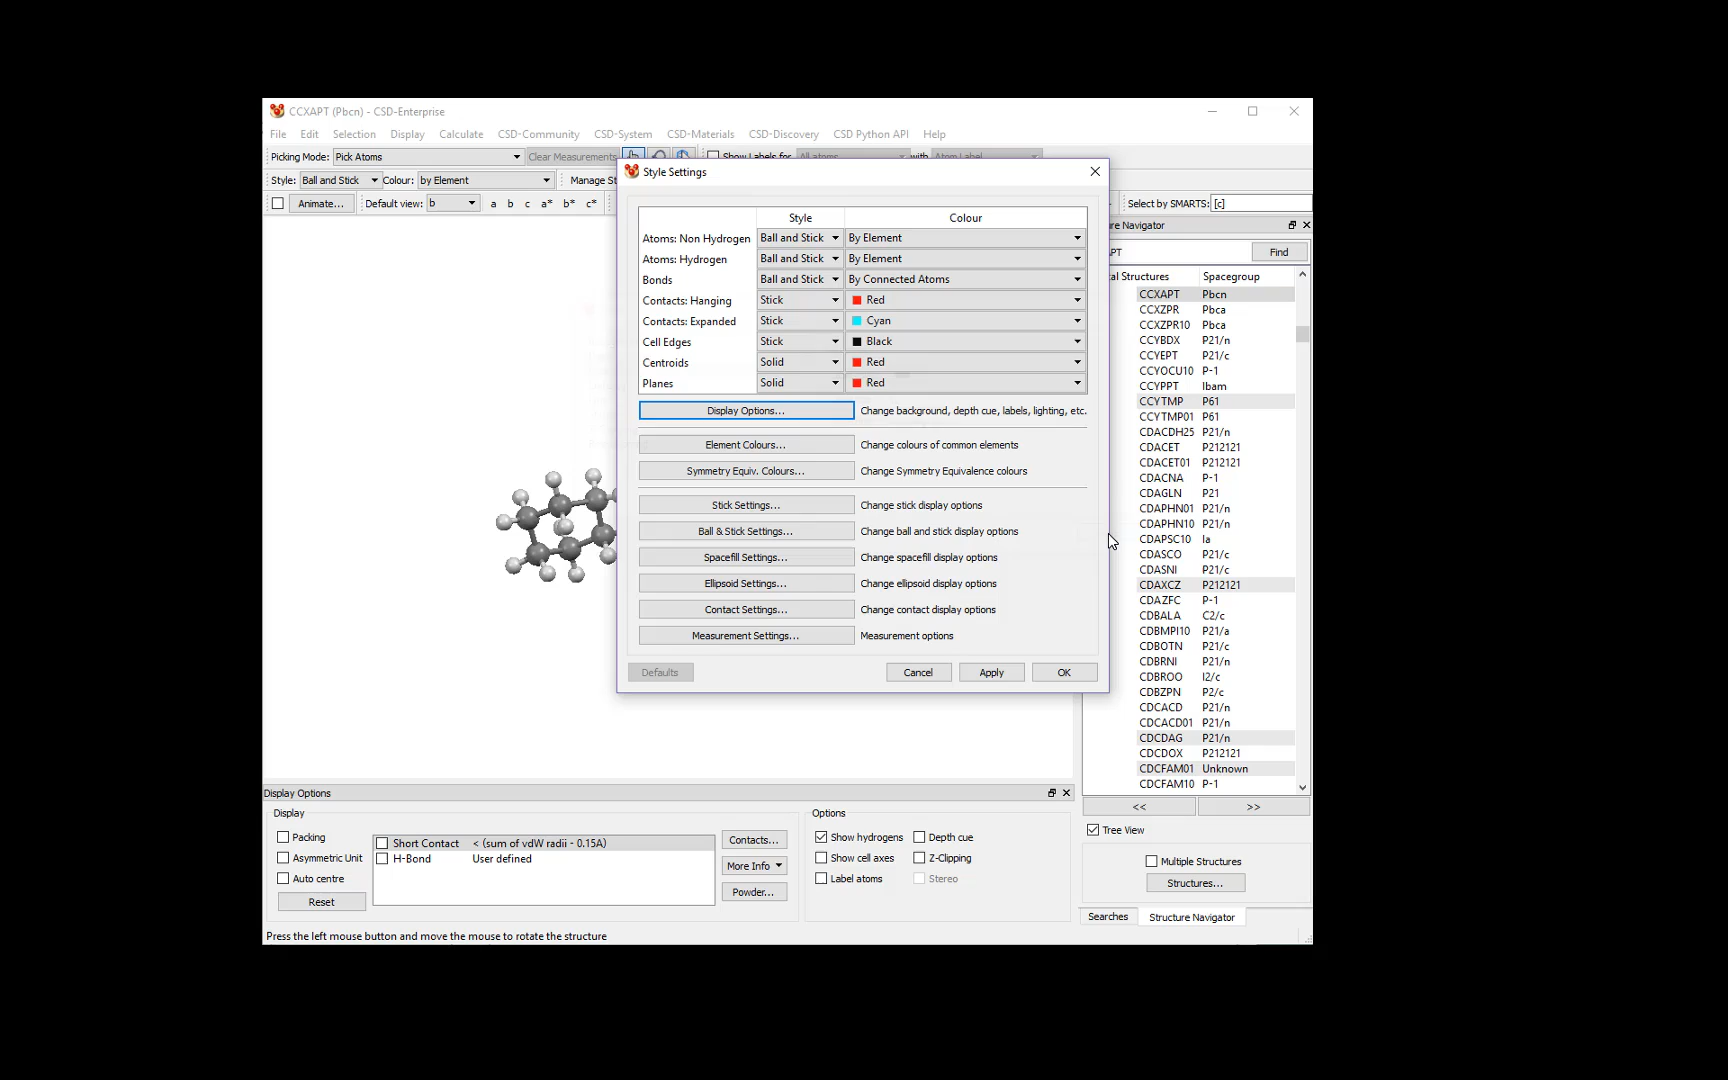 CCXAPT (Pbcn) - CSD-Enterprise
File Edit Selection Display Calculate CSD-Community CSD-System CSD-Materials CSD-Discovery CSD Python API Help
Picking Mode: Pick Atoms Clear Measurements Show Labels for All atoms with Atom Label
Style: Ball and Stick Colour: by Element Manage St
Animate... Default view: b a b c a* b* c* Select by SMARTS: [c]
Style Settings
Style Colour
Atoms: Non Hydrogen Ball and Stick By Element
Atoms: Hydrogen Ball and Stick By Element
Bonds Ball and Stick By Connected Atoms
Contacts: Hanging Stick Red
Contacts: Expanded Stick Cyan
Cell Edges Stick Black
Centroids Solid Red
Planes Solid Red
Display Options... Change background, depth cue, labels, lighting, etc.
Element Colours... Change colours of common elements
Symmetry Equiv. Colours... Change Symmetry Equivalence colours
Stick Settings... Change stick display options
Ball & Stick Settings... Change ball and stick display options
Spacefill Settings... Change spacefill display options
Ellipsoid Settings... Change ellipsoid display options
Contact Settings... Change contact display options
Measurement Settings... Measurement options
Defaults Cancel Apply OK
ure Navigator
APT Find
al Structures Spacegroup
CCXAPT Pbcn
CCXZPR Pbca
CCXZPR10 Pbca
CCYBDX P21/n
CCYEPT P21/c
CCYOCU10 P-1
CCYPPT Ibam
CCYTMP P61
CCYTMP01 P61
CDACDH25 P21/n
CDACET P212121
CDACET01 P212121
CDACNA P-1
CDAGLN P21
CDAPHN01 P21/n
CDAPHN10 P21/n
CDAPSC10 Ia
CDASCO P21/c
CDASNI P21/c
CDAXCZ P212121
CDAZFC P-1
CDBALA C2/c
CDBMPI10 P21/a
CDBOTN P21/c
CDBRNI P21/n
CDBROO I2/c
CDBZPN P2/c
CDCACD P21/n
CDCACD01 P21/n
CDCDAG P21/n
CDCDOX P212121
CDCFAM01 Unknown
CDCFAM10 P-1
<< >>
Tree View
Multiple Structures
Structures...
Searches Structure Navigator
Display Options
Display
Packing
Asymmetric Unit
Auto centre
Reset
Short Contact < (sum of vdW radii - 0.15A)
H-Bond User defined
Contacts...
More Info
Powder...
Options
Show hydrogens Depth cue
Show cell axes Z-Clipping
Label atoms Stereo
Press the left mouse button and move the mouse to rotate the structure